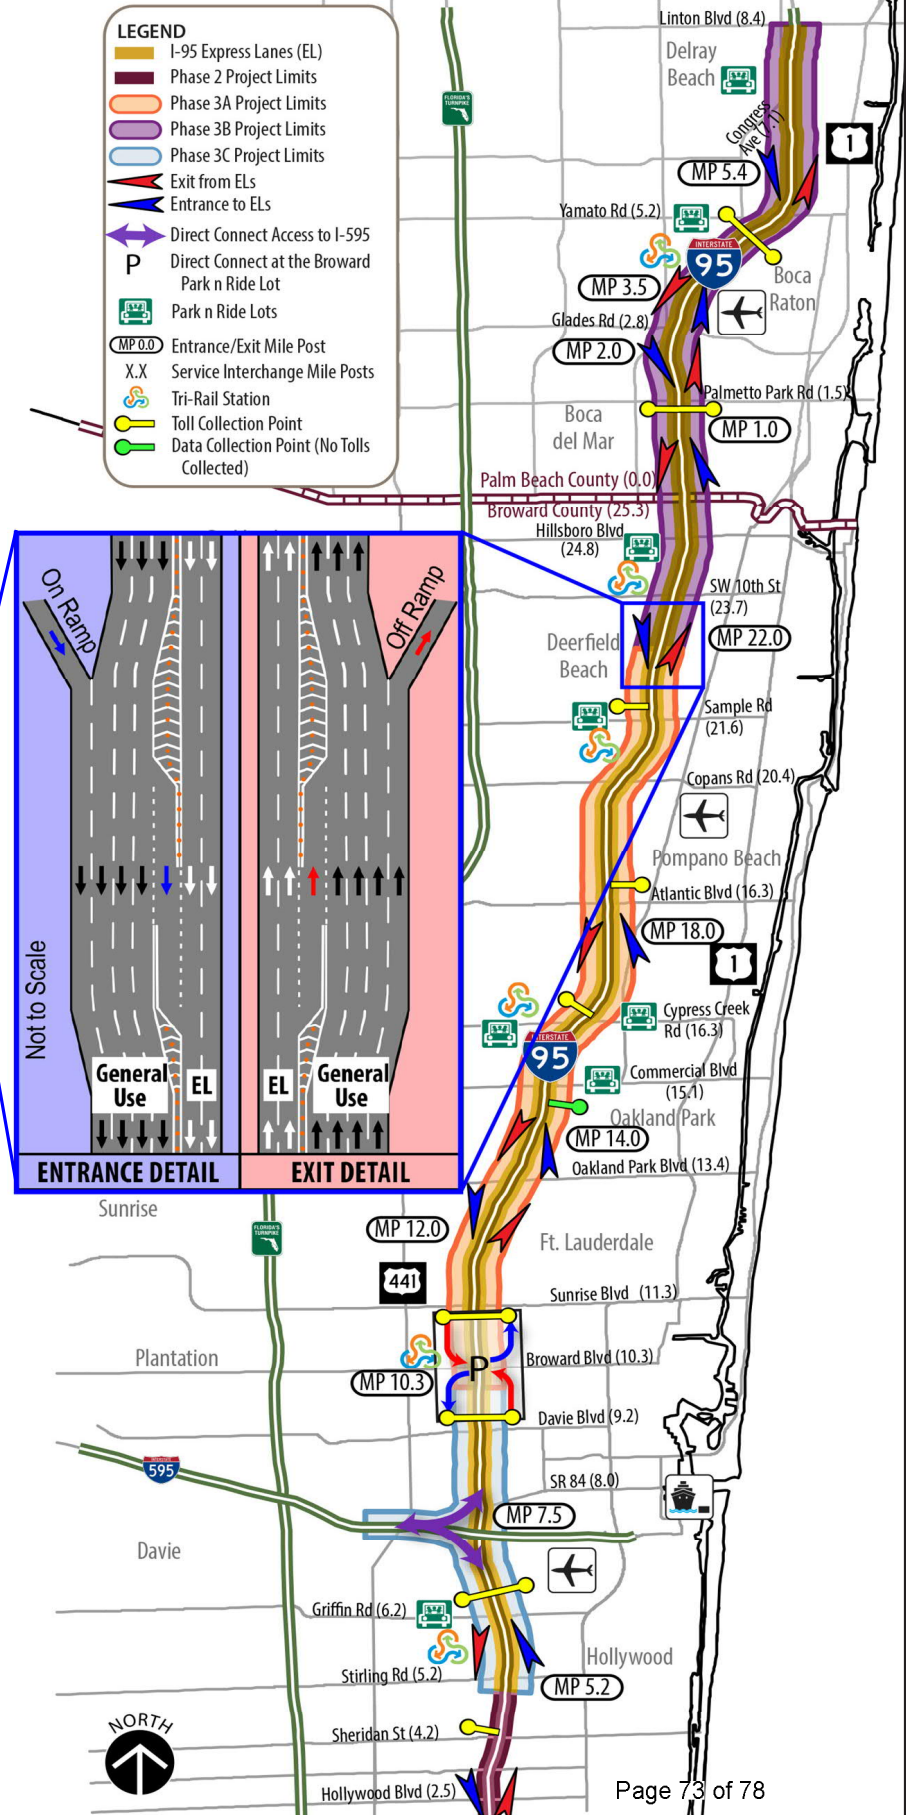 LEGEND
I-95 Express Lanes (EL)
Phase 2 Project Limits
Phase 3A Project Limits
Phase 3B Project Limits
Phase 3C Project Limits
Exit from ELs
Entrance to ELs
Direct Connect Access to I-595
P Direct Connect at the Broward
Park n Ride Lot
Park n Ride Lots
MP 0.0 Entrance/Exit Mile Post
X.X Service Interchange Mile Posts
Tri-Rail Station
Toll Collection Point
Data Collection Point (No Tolls
Collected)
FLORIDA'S
TURNPIKE
Linton Blvd (8.4)
Delray
Beach
Congress
Ave (7.1)
1
MP 5.4
Yamato Rd (5.2)
INTERSTATE
95
Boca
Raton
MP 3.5
Glades Rd (2.8)
MP 2.0
Palmetto Park Rd (1.5)
Boca
del Mar
MP 1.0
Palm Beach County (0.0)
Broward County (25.3)
Hillsboro Blvd
(24.8)
SW 10th St
(23.7)
Deerfield
Beach
MP 22.0
Sample Rd
(21.6)
Copans Rd (20.4)
Pompano Beach
Atlantic Blvd (16.3)
MP 18.0
1
Cypress Creek
Rd (16.3)
INTERSTATE
95
Commercial Blvd
(15.1)
Oakland Park
MP 14.0
Oakland Park Blvd (13.4)
On Ramp
Off Ramp
Not to Scale
General
Use
EL
EL
General
Use
ENTRANCE DETAIL
EXIT DETAIL
Sunrise
FLORIDA'S
TURNPIKE
MP 12.0
Ft. Lauderdale
441
Sunrise Blvd (11.3)
Plantation
P
Broward Blvd (10.3)
MP 10.3
Davie Blvd (9.2)
595
SR 84 (8.0)
MP 7.5
Davie
Griffin Rd (6.2)
Hollywood
Stirling Rd (5.2)
MP 5.2
NORTH
Sheridan St (4.2)
Hollywood Blvd (2.5)
Page 73 of 78